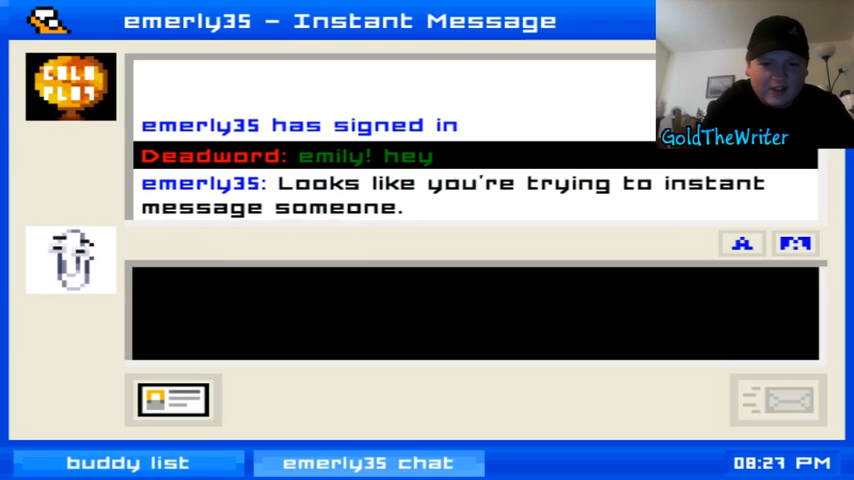 emerly35 - Instant Message
COLD
PLAY
emerly35 has signed in
GoldTheWriter
Deadword: emily! hey
emerly35: Looks like you're trying to instant
message someone.
A
buddy list
emerly35 chat
08:27 PM